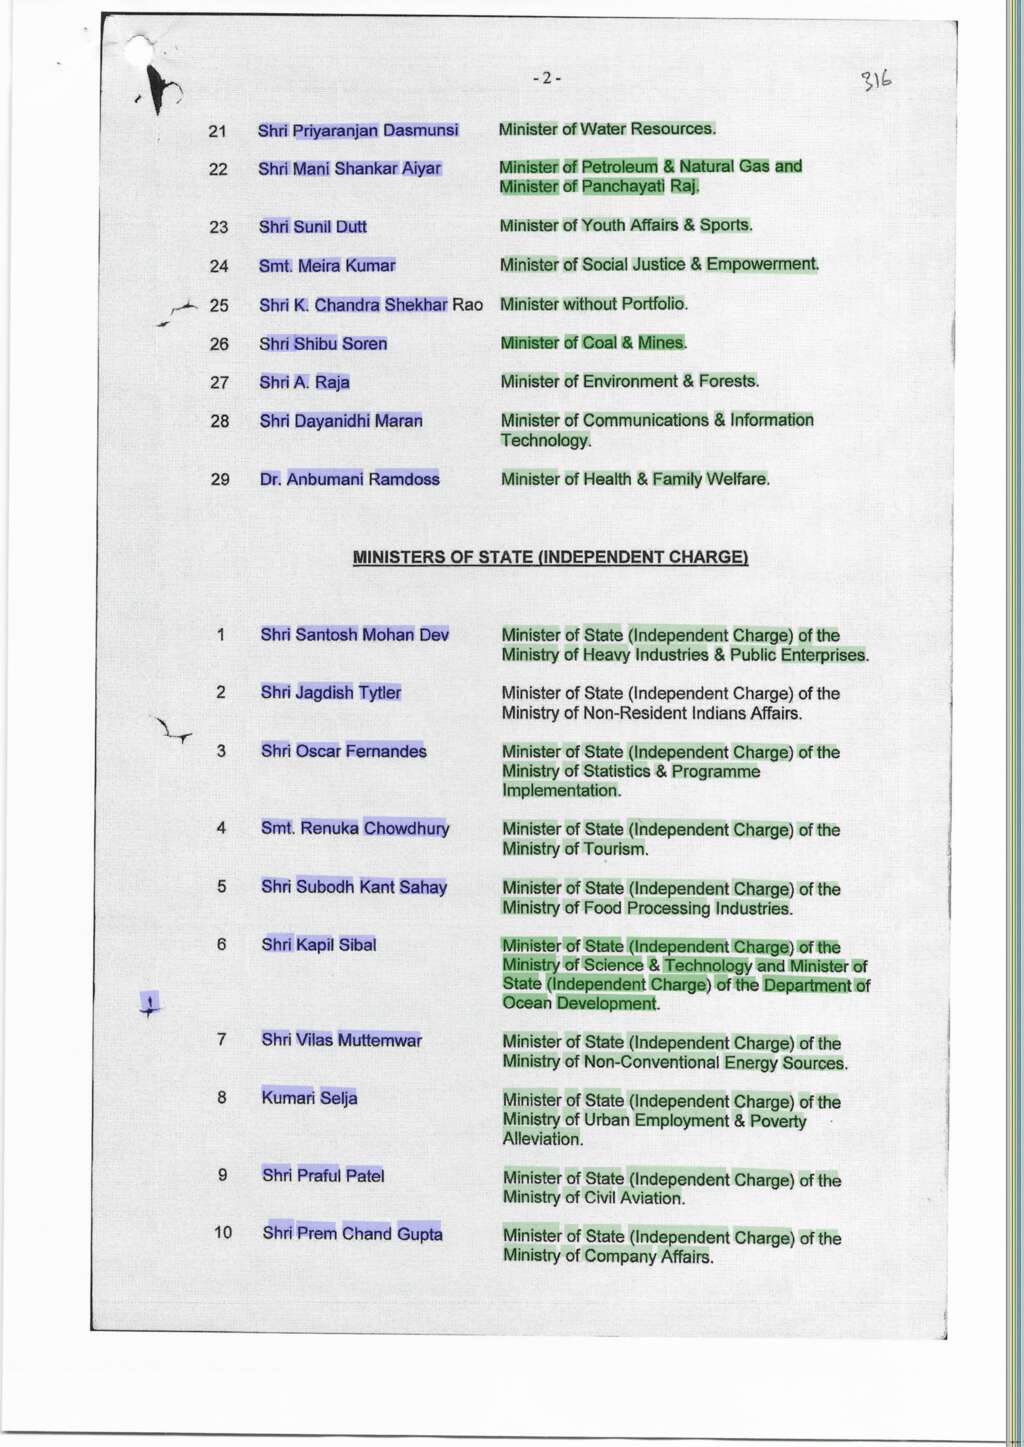 -2-
316
21 Shri Priyaranjan Dasmunsi Minister of Water Resources.
22 Shri Mani Shankar Aiyar Minister of Petroleum & Natural Gas and
Minister of Panchayati Raj.
23 Shri Sunil Dutt Minister of Youth Affairs & Sports.
24 Smt. Meira Kumar Minister of Social Justice & Empowerment.
25 Shri K. Chandra Shekhar Rao Minister without Portfolio.
26 Shri Shibu Soren Minister of Coal & Mines.
27 Shri A. Raja Minister of Environment & Forests.
28 Shri Dayanidhi Maran Minister of Communications & Information
Technology.
29 Dr. Anbumani Ramdoss Minister of Health & Family Welfare.
MINISTERS OF STATE (INDEPENDENT CHARGE)
1 Shri Santosh Mohan Dev Minister of State (Independent Charge) of the
Ministry of Heavy Industries & Public Enterprises.
2 Shri Jagdish Tytler Minister of State (Independent Charge) of the
Ministry of Non-Resident Indians Affairs.
3 Shri Oscar Fernandes Minister of State (Independent Charge) of the
Ministry of Statistics & Programme
Implementation.
4 Smt. Renuka Chowdhury Minister of State (Independent Charge) of the
Ministry of Tourism.
5 Shri Subodh Kant Sahay Minister of State (Independent Charge) of the
Ministry of Food Processing Industries.
6 Shri Kapil Sibal Minister of State (Independent Charge) of the
Ministry of Science & Technology and Minister of
State (Independent Charge) of the Department of
Ocean Development.
7 Shri Vilas Muttemwar Minister of State (Independent Charge) of the
Ministry of Non-Conventional Energy Sources.
8 Kumari Selja Minister of State (Independent Charge) of the
Ministry of Urban Employment & Poverty
Alleviation.
9 Shri Praful Patel Minister of State (Independent Charge) of the
Ministry of Civil Aviation.
10 Shri Prem Chand Gupta Minister of State (Independent Charge) of the
Ministry of Company Affairs.